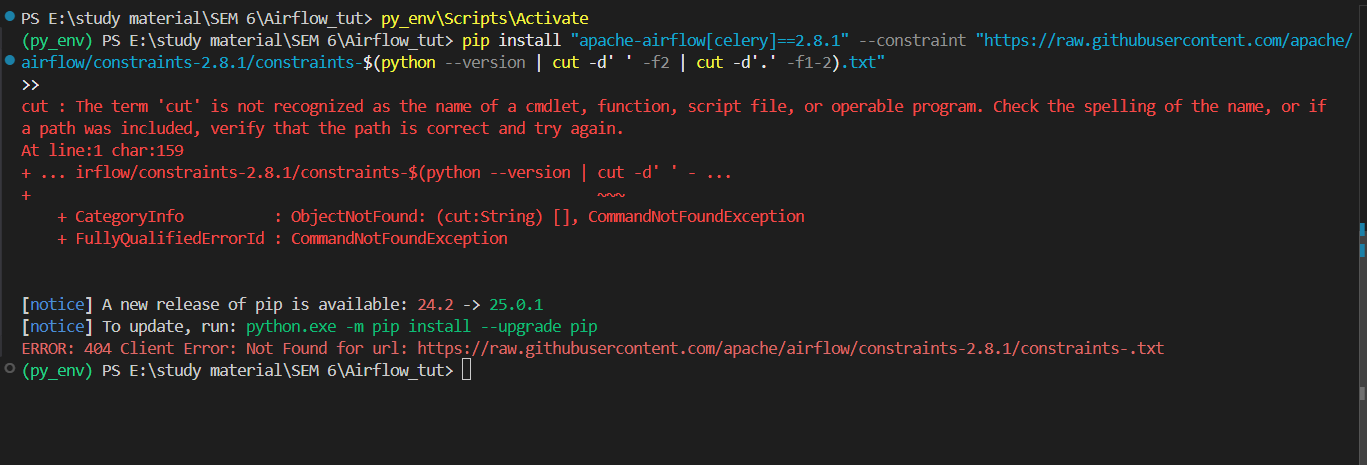 PS E:\study material\SEM 6\Airflow_tut> py_env\Scripts\Activate
(py_env) PS E:\study material\SEM 6\Airflow_tut> pip install "apache-airflow[celery]==2.8.1" --constraint "https://raw.githubusercontent.com/apache/
airflow/constraints-2.8.1/constraints-$(python --version | cut -d' ' -f2 | cut -d'.' -f1-2).txt"
>>
cut : The term 'cut' is not recognized as the name of a cmdlet, function, script file, or operable program. Check the spelling of the name, or if
a path was included, verify that the path is correct and try again.
At line:1 char:159
+ ... irflow/constraints-2.8.1/constraints-$(python --version | cut -d' ' - ...
+                                                               ~~~
    + CategoryInfo          : ObjectNotFound: (cut:String) [], CommandNotFoundException
    + FullyQualifiedErrorId : CommandNotFoundException
[notice] A new release of pip is available: 24.2 -> 25.0.1
[notice] To update, run: python.exe -m pip install --upgrade pip
ERROR: 404 Client Error: Not Found for url: https://raw.githubusercontent.com/apache/airflow/constraints-2.8.1/constraints-.txt
(py_env) PS E:\study material\SEM 6\Airflow_tut>